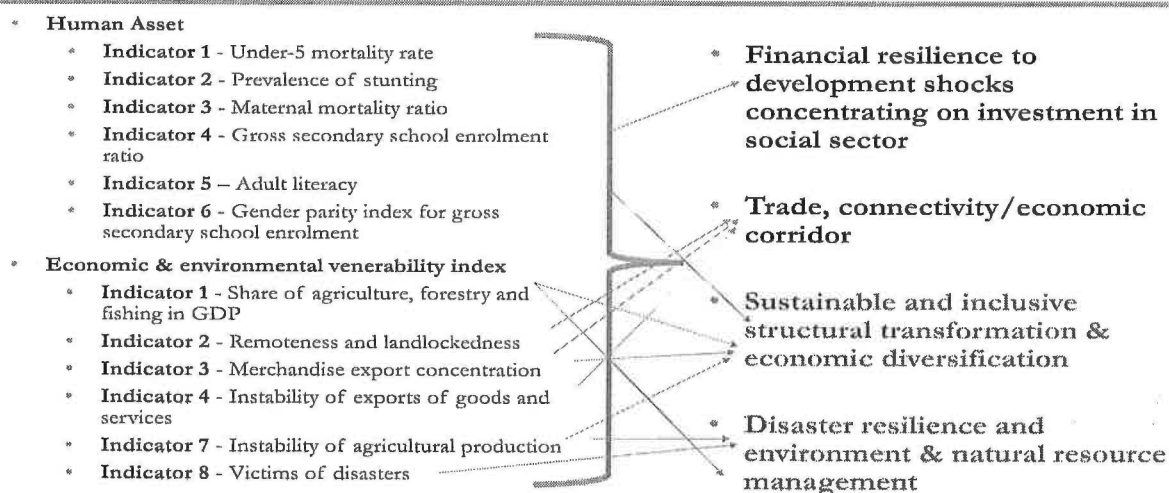 Human Asset
Indicator 1 - Under-5 mortality rate
Indicator 2 - Prevalence of stunting
Indicator 3 - Maternal mortality ratio
Indicator 4 - Gross secondary school enrolment
ratio
Indicator 5 – Adult literacy
Indicator 6 - Gender parity index for gross
secondary school enrolment
Economic & environmental venerability index
Indicator 1 - Share of agriculture, forestry and
fishing in GDP
Indicator 2 - Remoteness and landlockedness
Indicator 3 - Merchandise export concentration
Indicator 4 - Instability of exports of goods and
services
Indicator 7 - Instability of agricultural production
Indicator 8 - Victims of disasters
Financial resilience to
development shocks
concentrating on investment in
social sector
Trade, connectivity/economic
corridor
Sustainable and inclusive
structural transformation &
economic diversification
Disaster resilience and
environment & natural resource
management